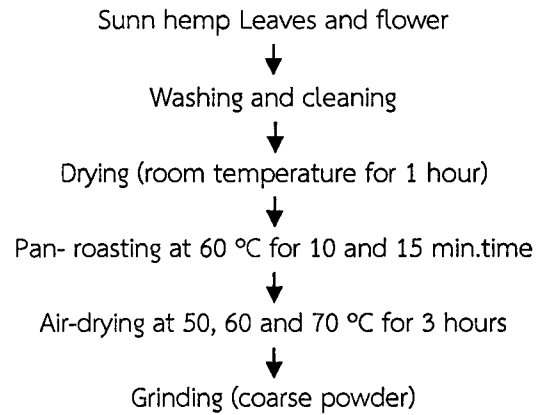 Sunn hemp Leaves and flower
Washing and cleaning
Drying (room temperature for 1 hour)
Pan- roasting at 60 °C for 10 and 15 min.time
Air-drying at 50, 60 and 70 °C for 3 hours
Grinding (coarse powder)